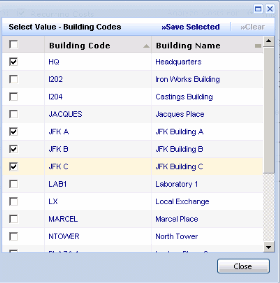 Select Value - Building Codes »Save Selected »Clear
Building Code Building Name
HQ Headquarters
I202 Iron Works Building
I204 Castings Building
JACQUES Jacques Place
JFK A JFK Building A
JFK B JFK Building B
JFK C JFK Building C
LAB1 Laboratory 1
LX Local Exchange
MARCEL Marcel Place
NTOWER North Tower
Close